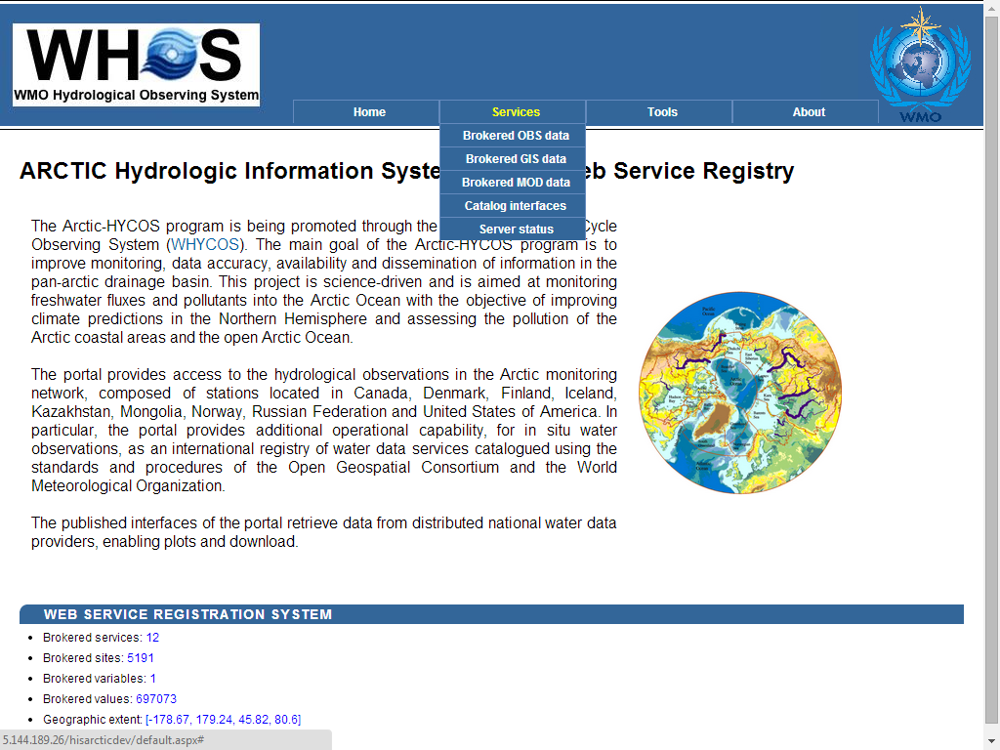 WHOS
WMO Hydrological Observing System
WMO
Home Services Tools About
Brokered OBS data
Brokered GIS data
Brokered MOD data
Catalog interfaces
Server status
ARCTIC Hydrologic Information Syste eb Service Registry
The Arctic-HYCOS program is being promoted through the Cycle
Observing System (WHYCOS). The main goal of the Arctic-HYCOS program is to
improve monitoring, data accuracy, availability and dissemination of information in the
pan-arctic drainage basin. This project is science-driven and is aimed at monitoring
freshwater fluxes and pollutants into the Arctic Ocean with the objective of improving
climate predictions in the Northern Hemisphere and assessing the pollution of the
Arctic coastal areas and the open Arctic Ocean.
The portal provides access to the hydrological observations in the Arctic monitoring
network, composed of stations located in Canada, Denmark, Finland, Iceland,
Kazakhstan, Mongolia, Norway, Russian Federation and United States of America. In
particular, the portal provides additional operational capability, for in situ water
observations, as an international registry of water data services catalogued using the
standards and procedures of the Open Geospatial Consortium and the World
Meteorological Organization.
The published interfaces of the portal retrieve data from distributed national water data
providers, enabling plots and download.
Pacific
Ocean
WEB SERVICE REGISTRATION SYSTEM
• Brokered services: 12
• Brokered sites: 5191
• Brokered variables: 1
• Brokered values: 697073
• Geographic extent: [-178.67, 179.24, 45.82, 80.6]
5.144.189.26/hisarcticdev/default.aspx#